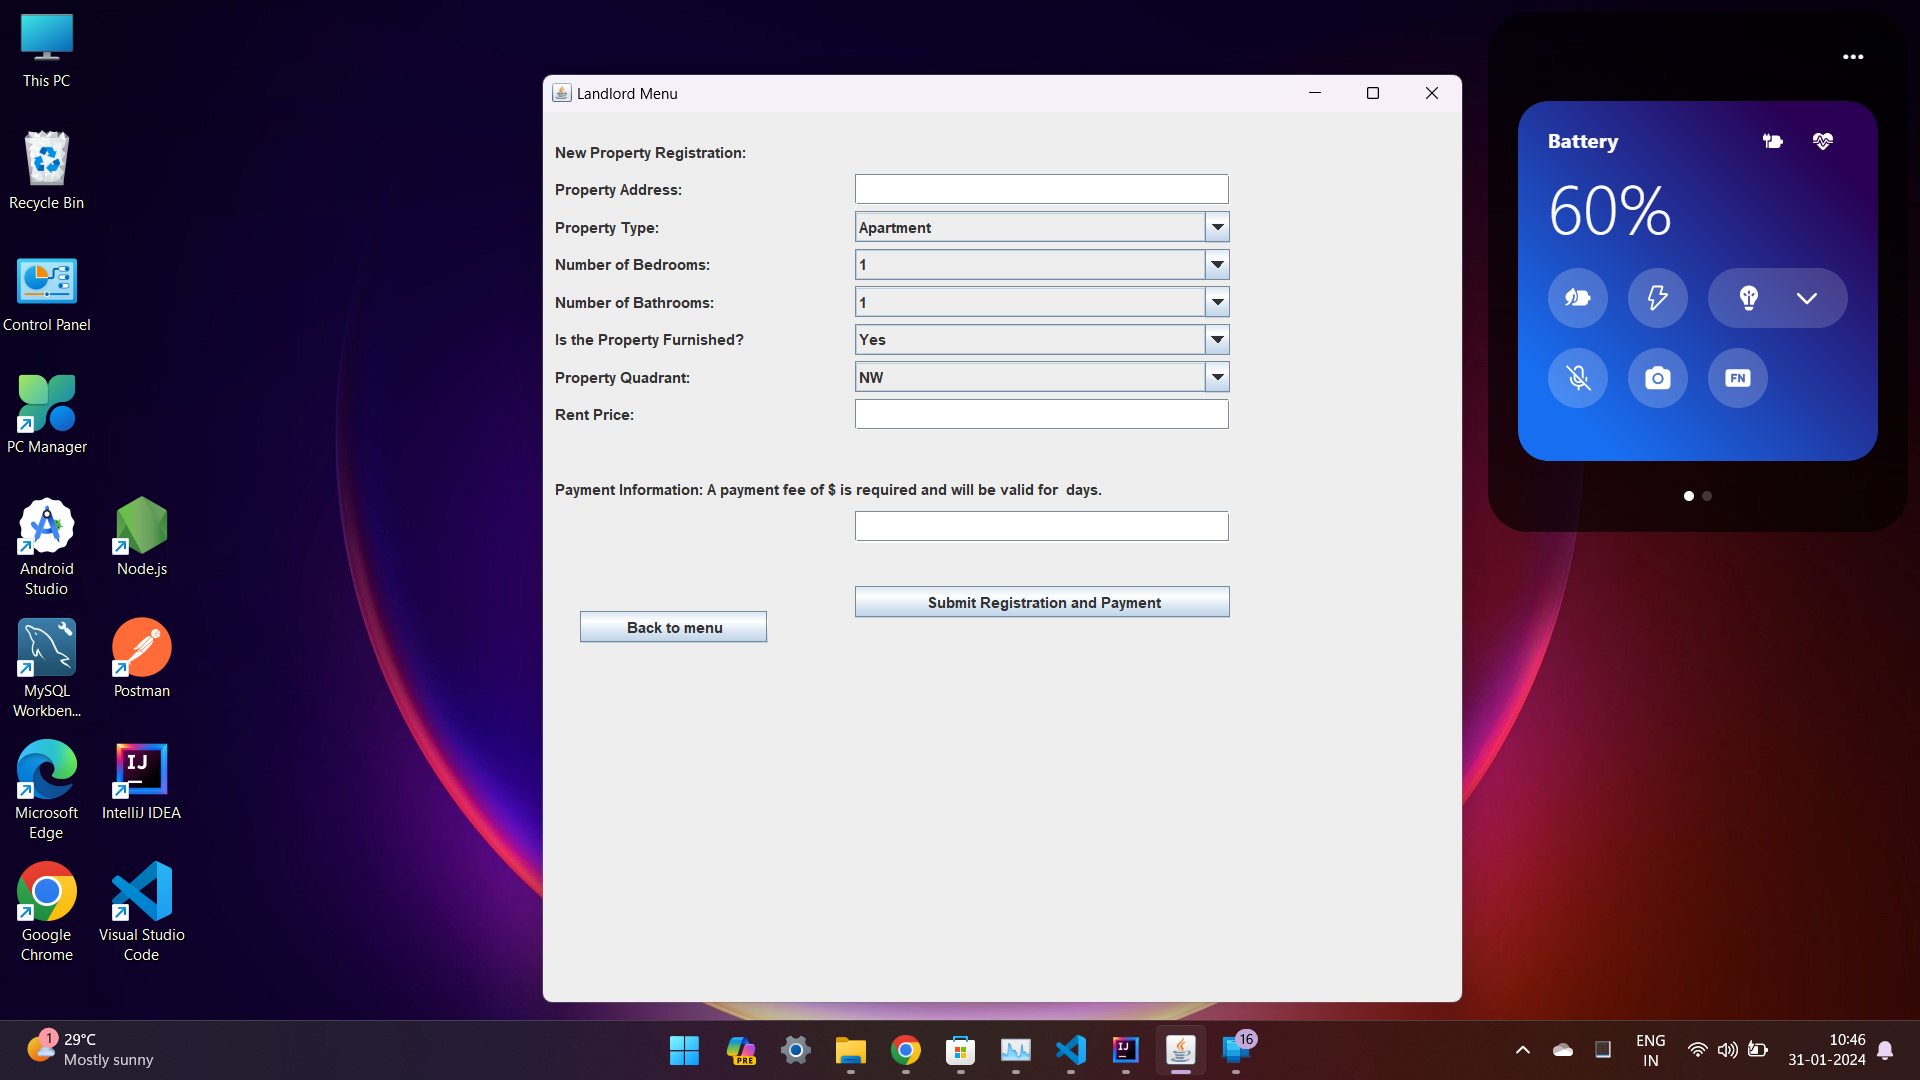 This PC
Recycle Bin
Control Panel
PC Manager
Android
Studio
Node.js
MySQL
Workben...
Postman
Microsoft
Edge
IntelliJ IDEA
Google
Chrome
Visual Studio
Code
Landlord Menu
New Property Registration:
Property Address:
Property Type:
Apartment
Number of Bedrooms:
1
Number of Bathrooms:
1
Is the Property Furnished?
Yes
Property Quadrant:
NW
Rent Price:
Payment Information: A payment fee of $ is required and will be valid for  days.
Submit Registration and Payment
Back to menu
Battery
60%
FN
1
29°C
Mostly sunny
PRE
IJ
16
ENG
IN
10:46
31-01-2024